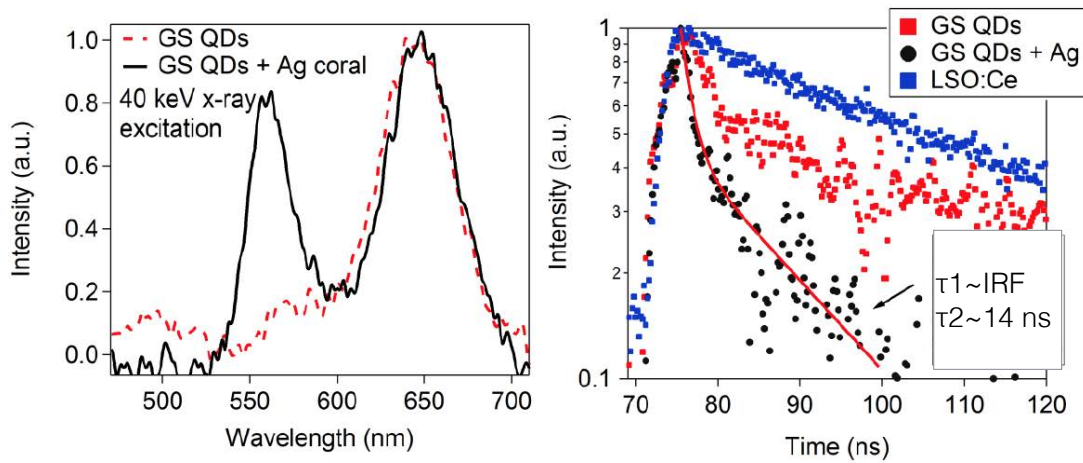 GS QDs
GS QDs + Ag coral
40 keV x-ray
excitation
Intensity (a.u.)
1.0
0.8
0.6
0.4
0.2
0.0
500
550
600
650
700
Wavelength (nm)
GS QDs
GS QDs + Ag
LSO:Ce
Intensity (a.u.)
1
9
8
7
6
5
4
3
2
0.1
τ1~IRF
τ2~14 ns
70
80
90
100
110
120
Time (ns)